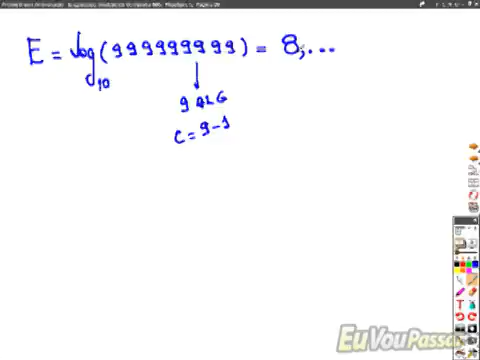 E = log₁₀(999999999) = 8,...
9 ALG
C = 9-1
EuVouPassar